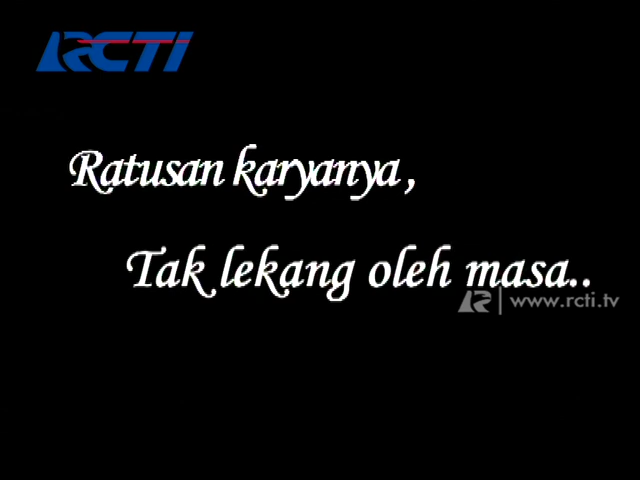 RCTI
Ratusan karyanya,
Tak lekang oleh masa..
R | www.rcti.tv